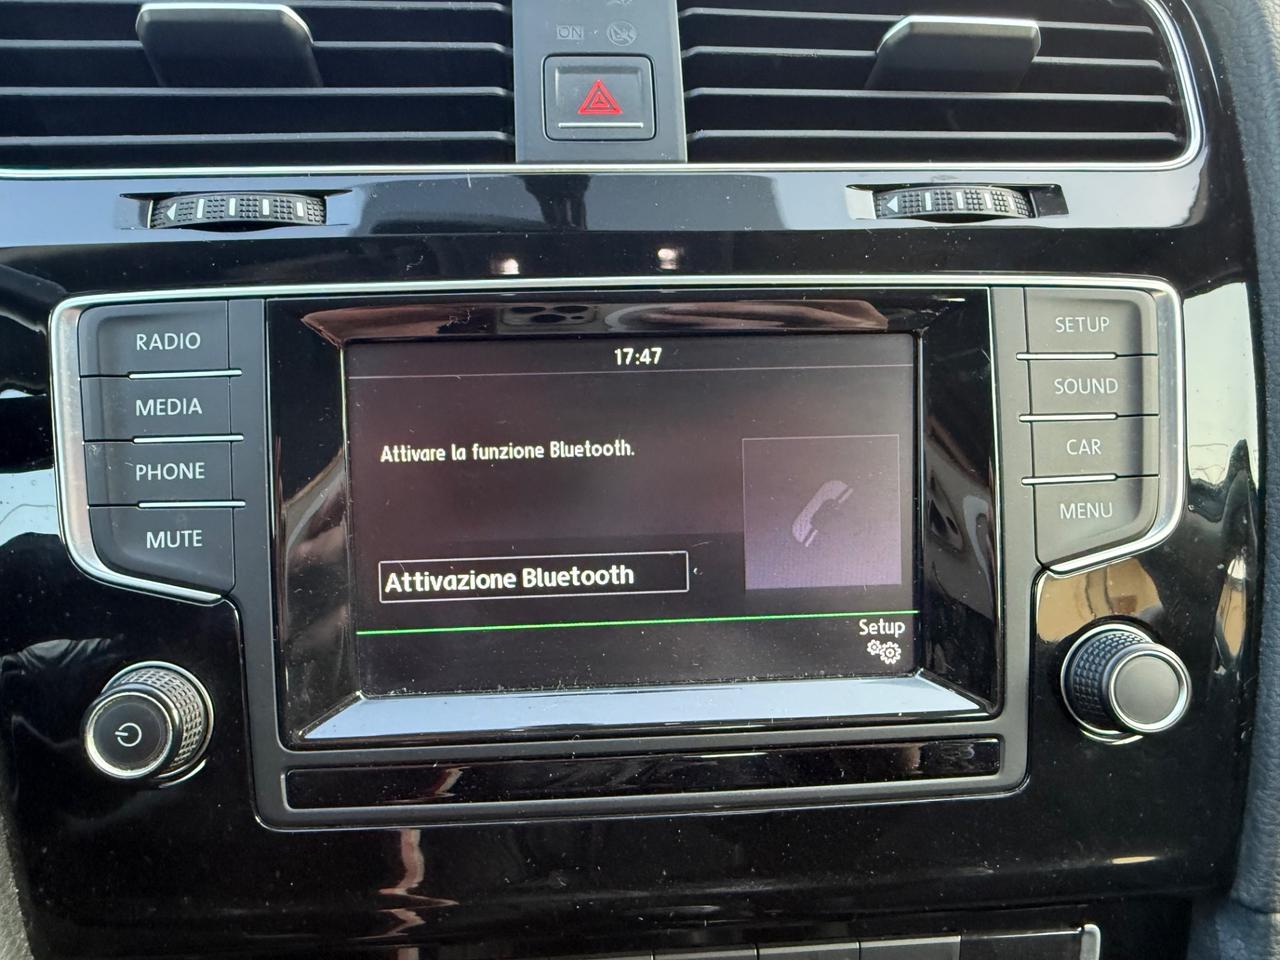 ON
RADIO
MEDIA
PHONE
MUTE
17:47
Attivare la funzione Bluetooth.
Attivazione Bluetooth
Setup
SETUP
SOUND
CAR
MENU